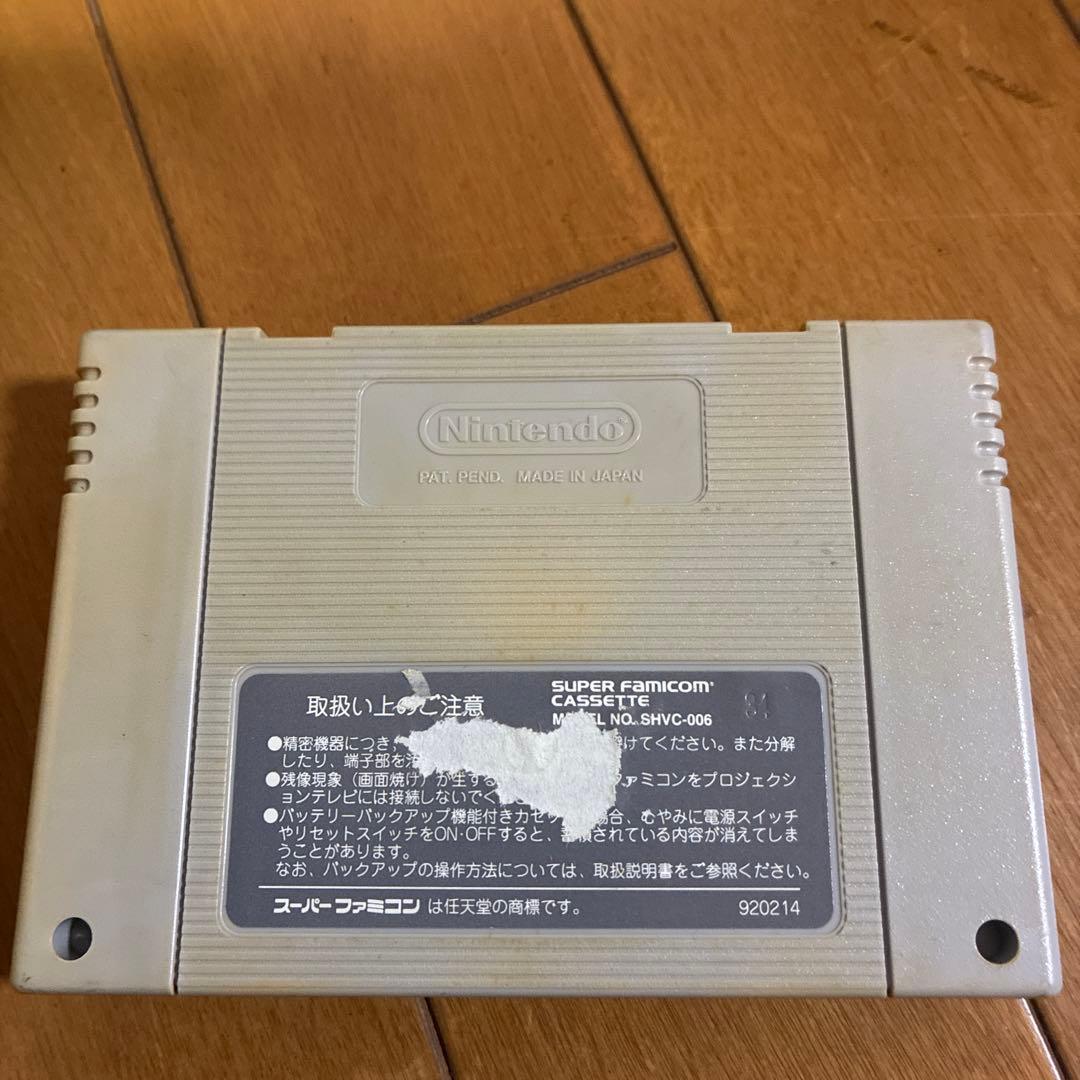 Nintendo
PAT. PEND. MADE IN JAPAN
取扱い上のご注意
SUPER FAMICOM
CASSETTE
MODEL NO. SHVC-006
84
●精密機器につき、 けてください。また分解
したり、端子部を
●残像現象（画面焼け）が生する ファミコンをプロジェクシ
ョンテレビには接続しないでく
●バッテリーバックアップ機能付きカセッ 場合、むやみに電源スイッチ
やリセットスイッチをON・OFFすると、蓄積されている内容が消えてしま
うことがあります。
なお、バックアップの操作方法については、取扱説明書をご参照ください。
スーパーファミコンは任天堂の商標です。
920214